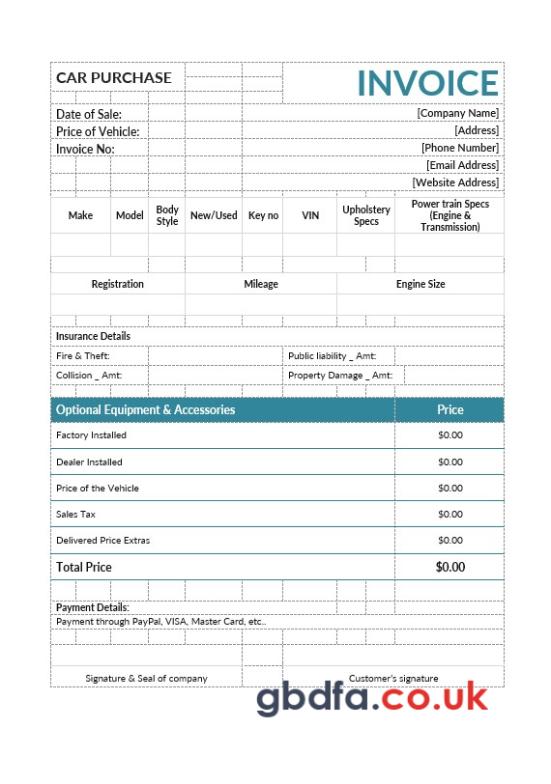 CAR PURCHASE INVOICE
Date of Sale: [Company Name]
Price of Vehicle: [Address]
Invoice No: [Phone Number]
[Email Address]
[Website Address]
Make Model Body Style New/Used Key no VIN Upholstery Specs Power train Specs (Engine & Transmission)
Registration Mileage Engine Size
Insurance Details
Fire & Theft: Public liability _ Amt:
Collision _ Amt: Property Damage _ Amt:
Optional Equipment & Accessories Price
Factory Installed $0.00
Dealer Installed $0.00
Price of the Vehicle $0.00
Sales Tax $0.00
Delivered Price Extras $0.00
Total Price $0.00
Payment Details:
Payment through PayPal, VISA, Master Card, etc..
Signature & Seal of company Customer's signature
gbdfa.co.uk